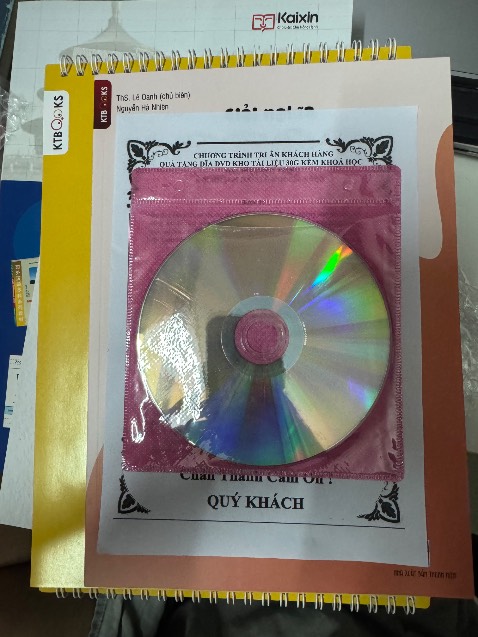 Kaixin
KTBOOKS
KTBOOKS
ThS. Lê Oanh (chủ biên)
Nguyễn Hà Nhiên
CHƯƠNG TRÌNH TRI ÂN KHÁCH HÀNG
QUÀ TẶNG ĐĨA DVD KHO TÀI LIỆU 30G KÈM KHOÁ HỌC
Chân Thành Cảm Ơn !
QUÝ KHÁCH